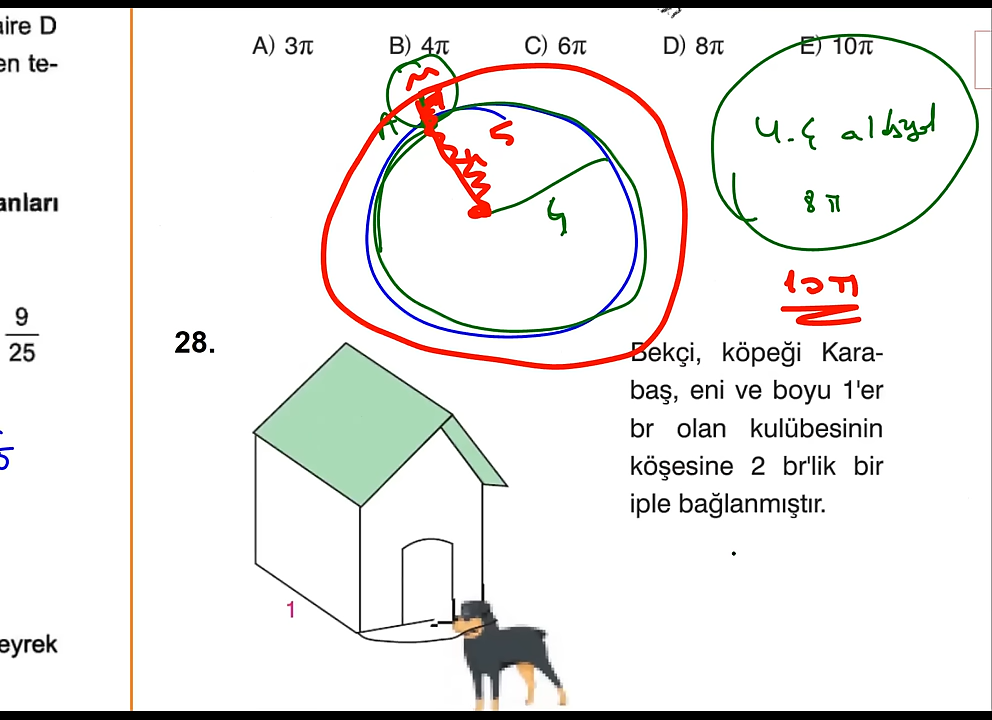 aire D
en te-
anları
9
25
5
eyrek
A) 3π B) 4π C) 6π D) 8π E) 10π
A
5
4
8π
10π
28.
Bekçi, köpeği Kara-
baş, eni ve boyu 1'er
br olan kulübesinin
köşesine 2 br'lik bir
iple bağlanmıştır.
1